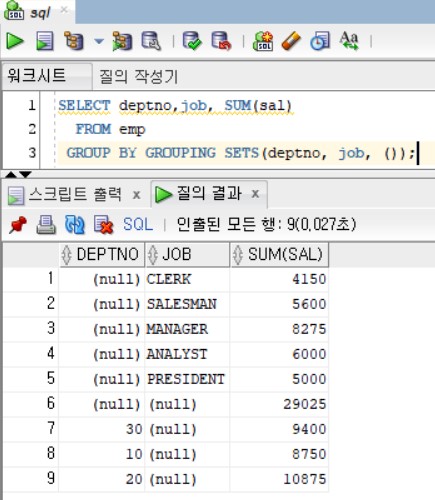 sql
워크시트 질의 작성기
1 SELECT deptno,job, SUM(sal)
2 FROM emp
3 GROUP BY GROUPING SETS(deptno, job, ());
스크립트 출력 x 질의 결과 x
SQL | 인출된 모든 행: 9(0,027초)
DEPTNO JOB SUM(SAL)
1 (null) CLERK 4150
2 (null) SALESMAN 5600
3 (null) MANAGER 8275
4 (null) ANALYST 6000
5 (null) PRESIDENT 5000
6 (null) (null) 29025
7 30 (null) 9400
8 10 (null) 8750
9 20 (null) 10875